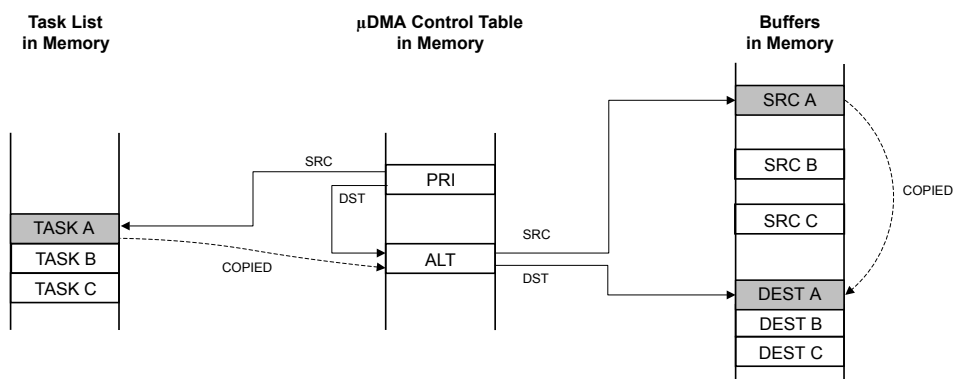 Task List
in Memory
µDMA Control Table
in Memory
Buffers
in Memory
SRC A
SRC
PRI
SRC B
DST
COPIED
TASK A
SRC C
SRC
TASK B
COPIED
ALT
DST
TASK C
DEST A
DEST B
DEST C